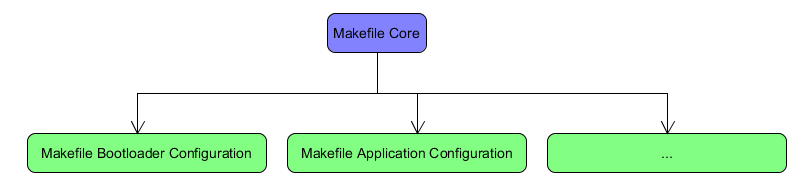 Makefile Core
Makefile Bootloader Configuration
Makefile Application Configuration
...